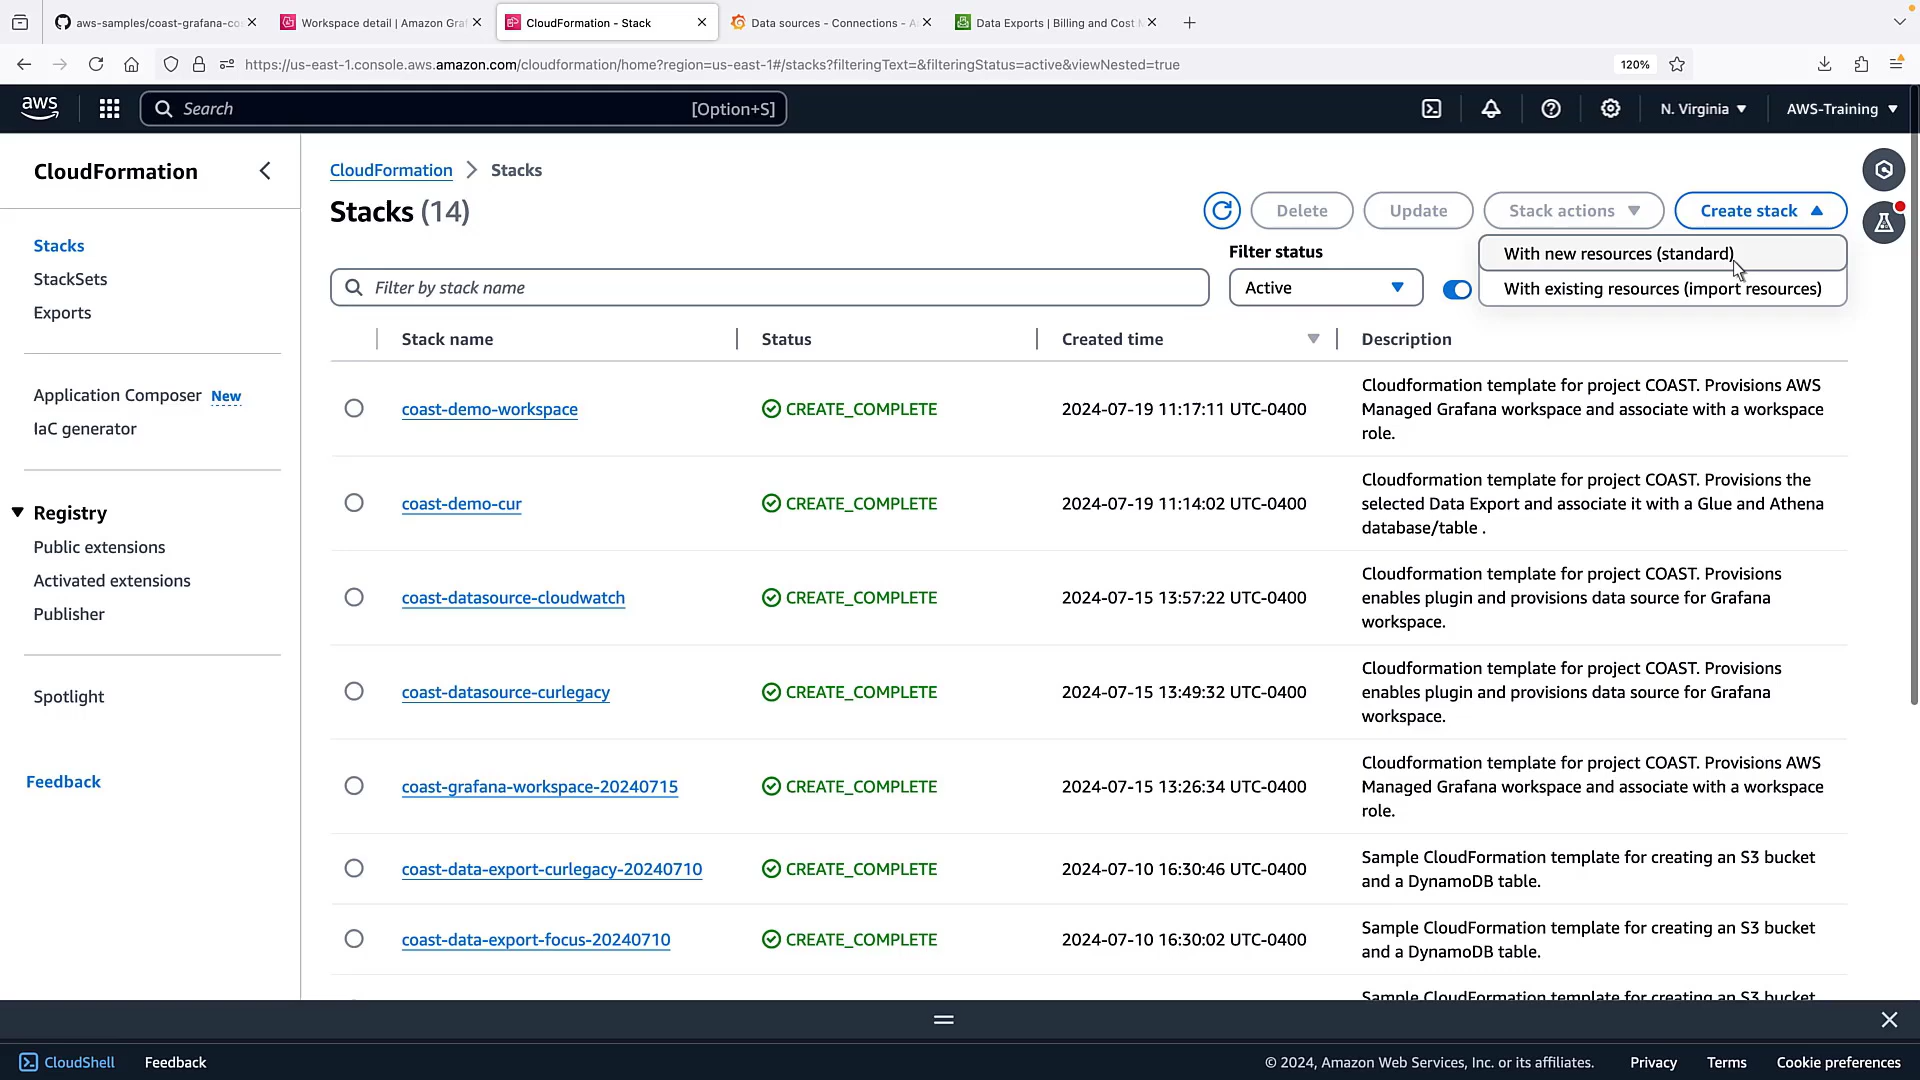 aws-samples/coast-grafana-co
Workspace detail | Amazon Gra
CloudFormation - Stack
Data sources - Connections - A
Data Exports | Billing and Cost M
https://us-east-1.console.aws.amazon.com/cloudformation/home?region=us-east-1#/stacks?filteringText=&filteringStatus=active&viewNested=true
120%
aws
Search
[Option+S]
N. Virginia
AWS-Training
CloudFormation
Stacks
StackSets
Exports
Application Composer New
IaC generator
Registry
Public extensions
Activated extensions
Publisher
Spotlight
Feedback
CloudFormation
Stacks
Stacks (14)
Delete
Update
Stack actions
Create stack
With new resources (standard)
With existing resources (import resources)
Filter status
Filter by stack name
Active
Stack name
Status
Created time
Description
coast-demo-workspace
CREATE_COMPLETE
2024-07-19 11:17:11 UTC-0400
Cloudformation template for project COAST. Provisions AWS
Managed Grafana workspace and associate with a workspace
role.
coast-demo-cur
CREATE_COMPLETE
2024-07-19 11:14:02 UTC-0400
Cloudformation template for project COAST. Provisions the
selected Data Export and associate it with a Glue and Athena
database/table .
coast-datasource-cloudwatch
CREATE_COMPLETE
2024-07-15 13:57:22 UTC-0400
Cloudformation template for project COAST. Provisions
enables plugin and provisions data source for Grafana
workspace.
coast-datasource-curlegacy
CREATE_COMPLETE
2024-07-15 13:49:32 UTC-0400
Cloudformation template for project COAST. Provisions
enables plugin and provisions data source for Grafana
workspace.
coast-grafana-workspace-20240715
CREATE_COMPLETE
2024-07-15 13:26:34 UTC-0400
Cloudformation template for project COAST. Provisions AWS
Managed Grafana workspace and associate with a workspace
role.
coast-data-export-curlegacy-20240710
CREATE_COMPLETE
2024-07-10 16:30:46 UTC-0400
Sample CloudFormation template for creating an S3 bucket
and a DynamoDB table.
coast-data-export-focus-20240710
CREATE_COMPLETE
2024-07-10 16:30:02 UTC-0400
Sample CloudFormation template for creating an S3 bucket
and a DynamoDB table.
Sample CloudFormation template for creating an S3 bucket
CloudShell
Feedback
© 2024, Amazon Web Services, Inc. or its affiliates.
Privacy
Terms
Cookie preferences